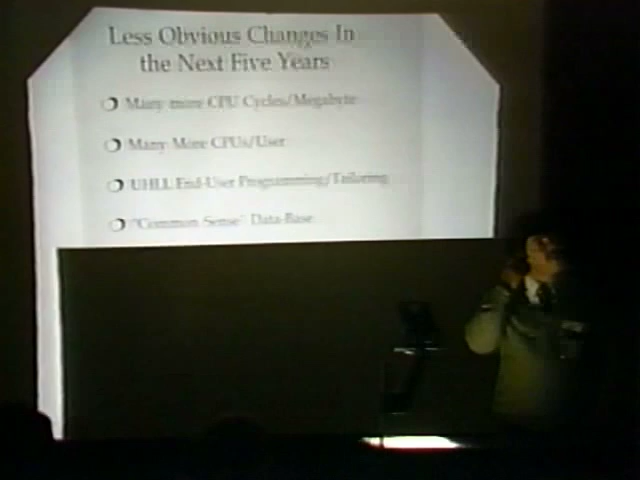 Less Obvious Changes In
the Next Five Years
Many more CPU Cycles/Megabyte
Many More CPUs/User
UHLL End-User Programming/Tailoring
"Common Sense" Data-Base